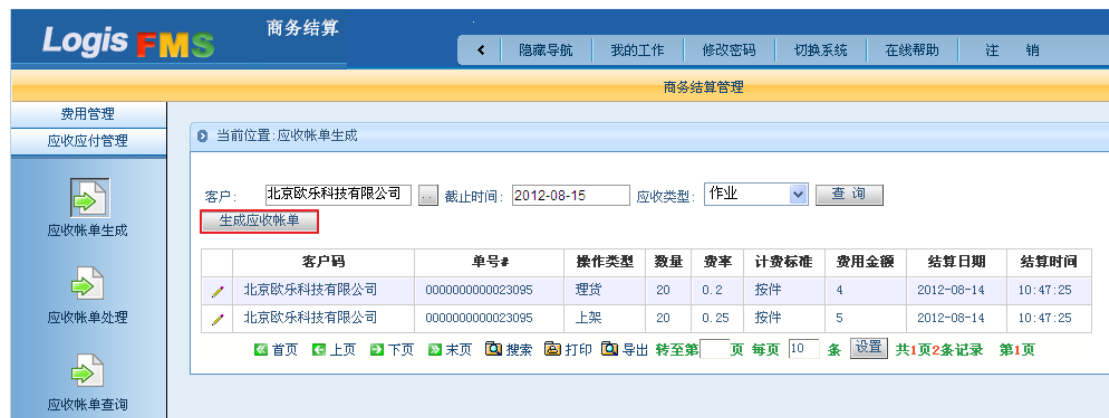 Logis FMS 商务结算
隐藏导航 我的工作 修改密码 切换系统 在线帮助 注 销
商务结算管理
费用管理
应收应付管理
当前位置:应收帐单生成
客户: 北京欧乐科技有限公司 .. 截止时间: 2012-08-15 应收类型: 作业 查 询
生成应收帐单
应收帐单生成
客户码 单号# 操作类型 数量 费率 计费标准 费用金额 结算日期 结算时间
北京欧乐科技有限公司 0000000000023095 理货 20 0.2 按件 4 2012-08-14 10:47:25
北京欧乐科技有限公司 0000000000023095 上架 20 0.25 按件 5 2012-08-14 10:47:25
应收帐单处理
首页 上页 下页 末页 搜索 打印 导出 转至第 页 每页 10 条 设置 共1页2条记录 第1页
应收帐单查询